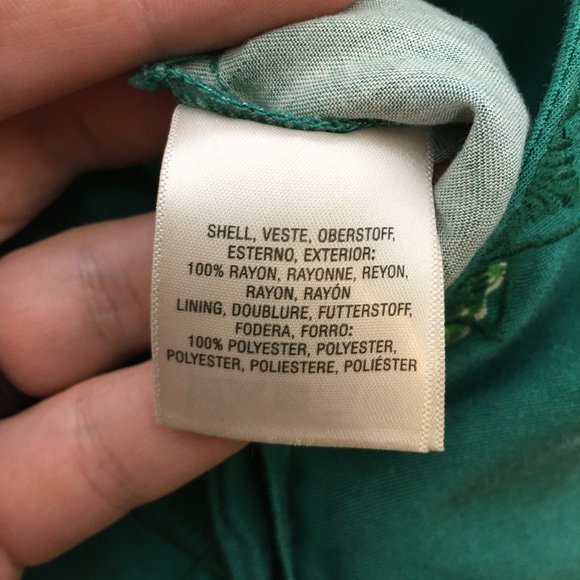 SHELL, VESTE, OBERSTOFF,
ESTERNO, EXTERIOR:
100% RAYON, RAYONNE, REYON,
RAYON, RAYÓN
LINING, DOUBLURE, FUTTERSTOFF,
FODERA, FORRO:
100% POLYESTER, POLYESTER,
POLYESTER, POLIESTERE, POLIÉSTER